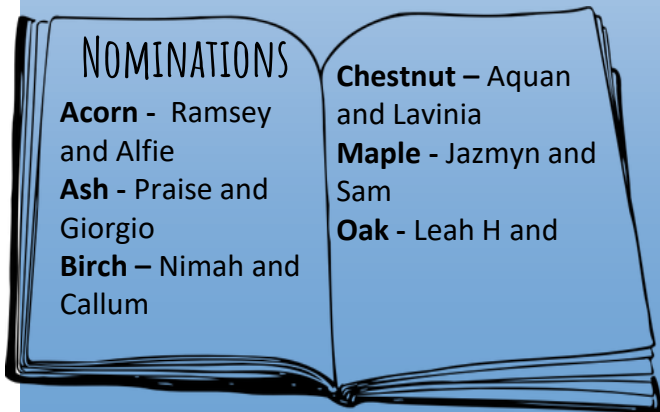 NOMINATIONS
Acorn - Ramsey
and Alfie
Ash - Praise and
Giorgio
Birch – Nimah and
Callum
Chestnut – Aquan
and Lavinia
Maple - Jazmyn and
Sam
Oak - Leah H and